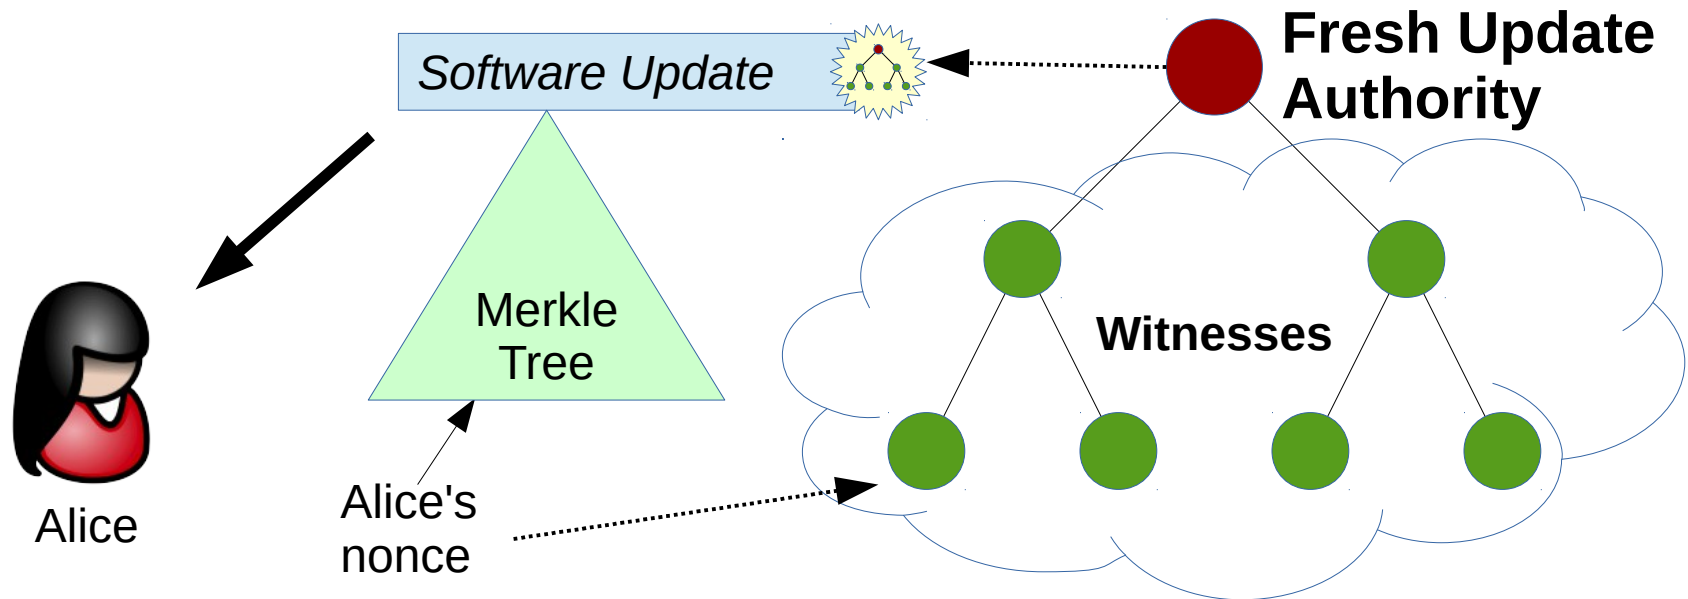 Software Update
Fresh Update
Authority
Merkle
Tree
Witnesses
Alice's
nonce
Alice